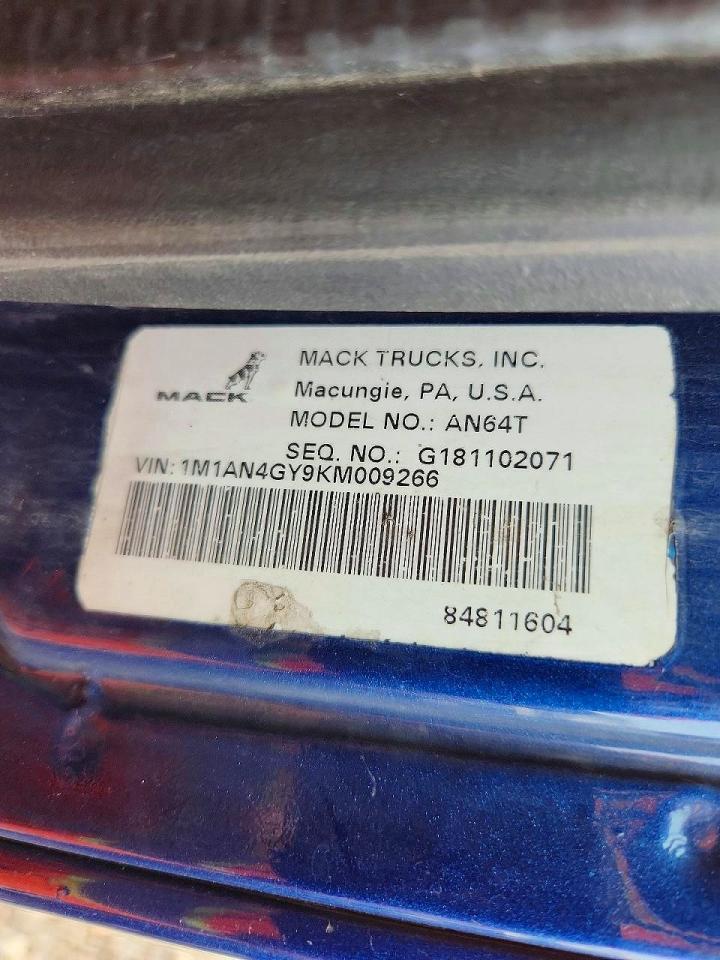 MACK
MACK TRUCKS, INC.
Macungie, PA, U.S.A.
MODEL NO.: AN64T
SEQ. NO.: G181102071
VIN: 1M1AN4GY9KM009266
84811604